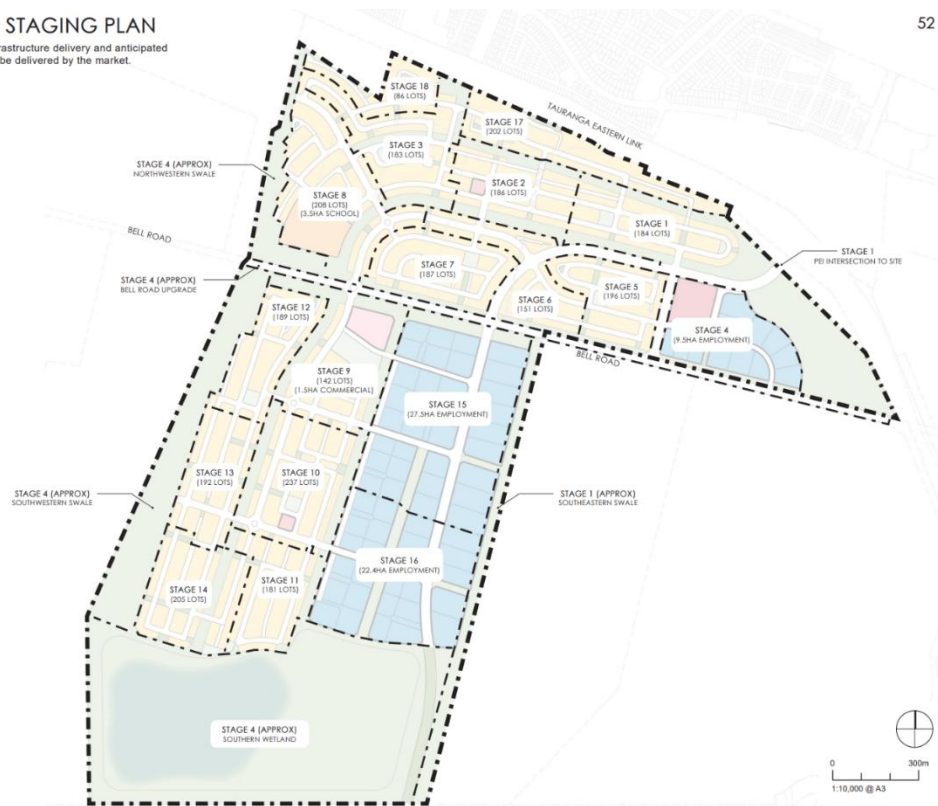 STAGING PLAN
52
rastructure delivery and anticipated
be delivered by the market.
STAGE 18
(86 LOTS)
TAURANGA EASTERN LINK
STAGE 17
(202 LOTS)
STAGE 3
(183 LOTS)
STAGE 4 (APPROX)
NORTHWESTERN SWALE
STAGE 2
(186 LOTS)
STAGE 8
(208 LOTS)
(3.5HA SCHOOL)
STAGE 1
(184 LOTS)
BELL ROAD
STAGE 1
PEI INTERSECTION TO SITE
STAGE 7
(187 LOTS)
STAGE 4 (APPROX)
BELL ROAD UPGRADE
STAGE 5
(196 LOTS)
STAGE 6
(151 LOTS)
STAGE 12
(189 LOTS)
STAGE 4
(9.5HA EMPLOYMENT)
BELL ROAD
STAGE 9
(142 LOTS)
(1.5HA COMMERCIAL)
STAGE 15
(27.5HA EMPLOYMENT)
STAGE 13
(192 LOTS)
STAGE 10
(237 LOTS)
STAGE 4 (APPROX)
SOUTHWESTERN SWALE
STAGE 1 (APPROX)
SOUTHEASTERN SWALE
STAGE 16
(22.4HA EMPLOYMENT)
STAGE 14
(205 LOTS)
STAGE 11
(181 LOTS)
STAGE 4 (APPROX)
SOUTHERN WETLAND
0 300m
1:10,000 @ A3